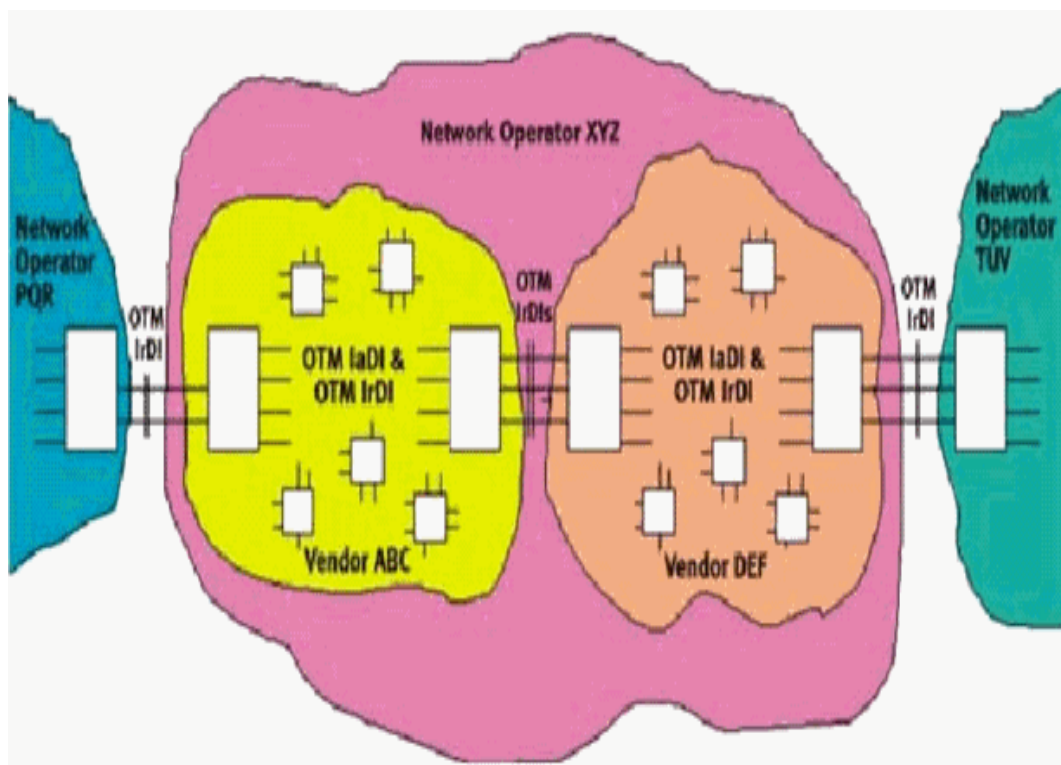 Network Operator XYZ
Network
Operator
PQR
OTM
IrDI
OTM IaDI &
OTM IrDI
Vendor ABC
OTM
IrDIs
OTM IaDI &
OTM IrDI
Vendor DEF
OTM
IrDI
Network
Operator
TUV